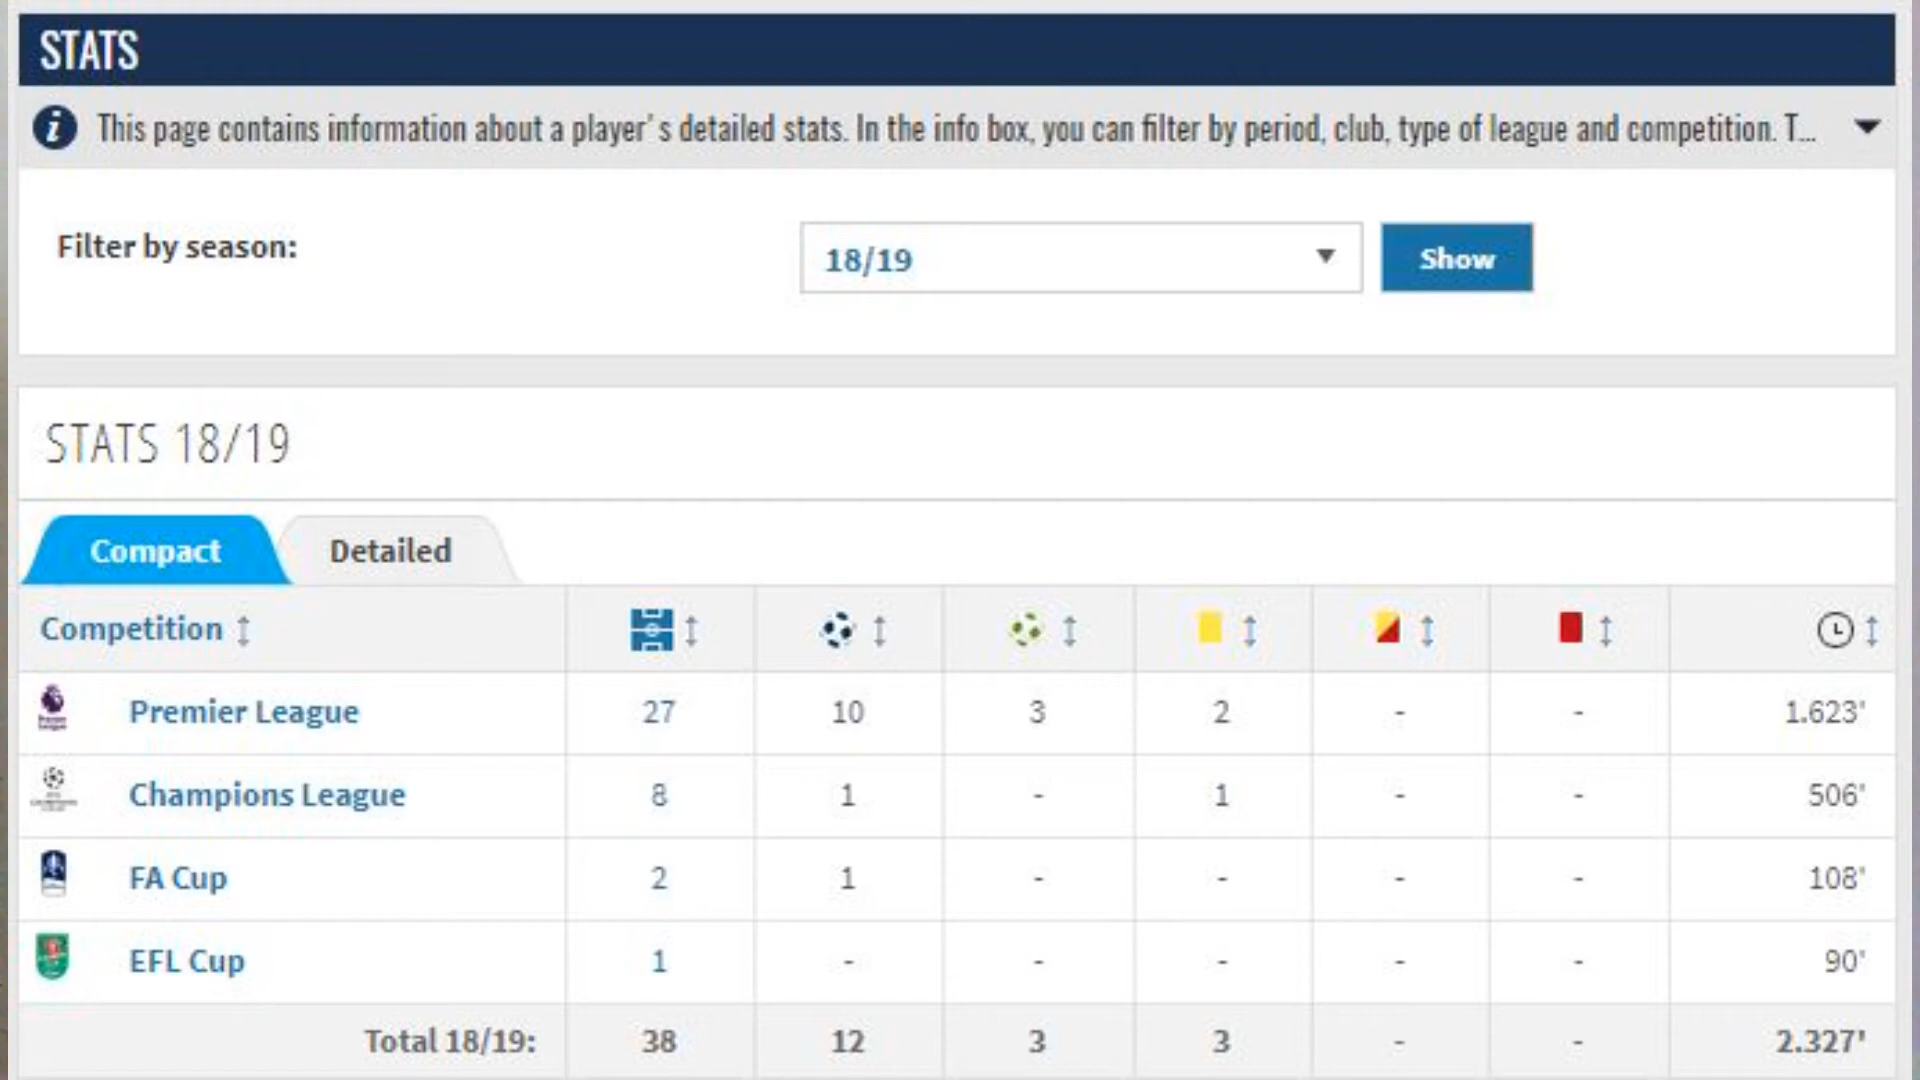 STATS
This page contains information about a player's detailed stats. In the info box, you can filter by period, club, type of league and competition. T...
Filter by season:
18/19
Show
STATS 18/19
Compact
Detailed
Competition
Premier League 27 10 3 2 - - 1.623'
Champions League 8 1 - 1 - - 506'
FA Cup 2 1 - - - - 108'
EFL Cup 1 - - - - - 90'
Total 18/19: 38 12 3 3 - - 2.327'